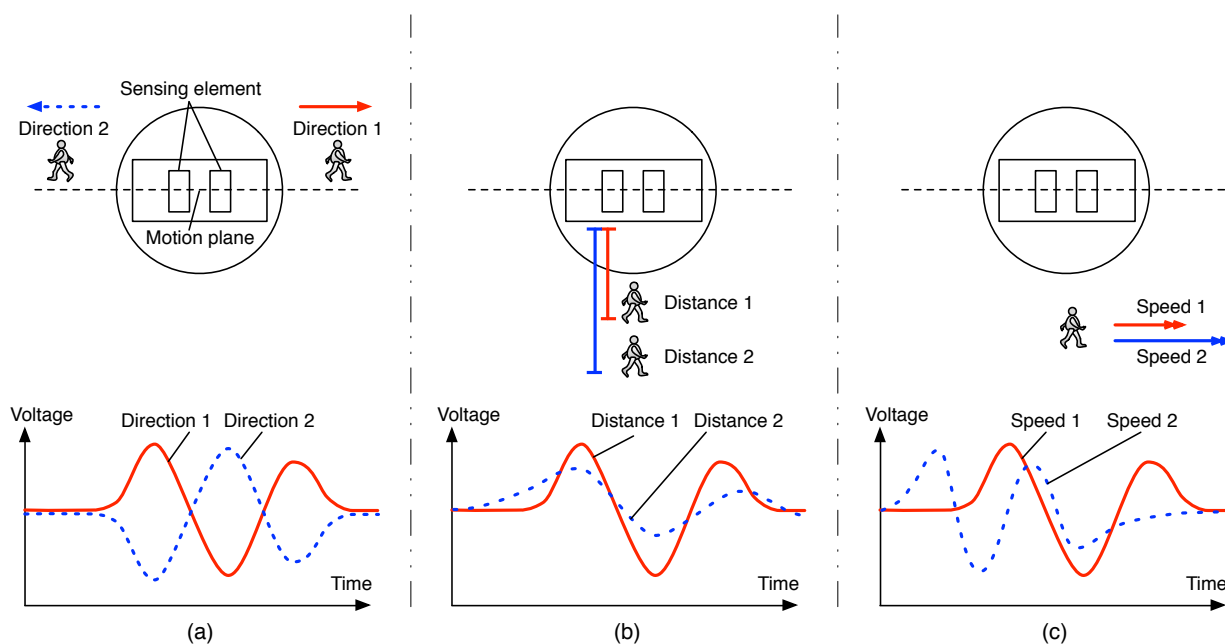 Sensing element
Direction 2
Direction 1
Motion plane
Voltage
Direction 1
Direction 2
Time
(a)
Distance 1
Distance 2
Voltage
Distance 1
Distance 2
Time
(b)
Speed 1
Speed 2
Voltage
Speed 1
Speed 2
Time
(c)